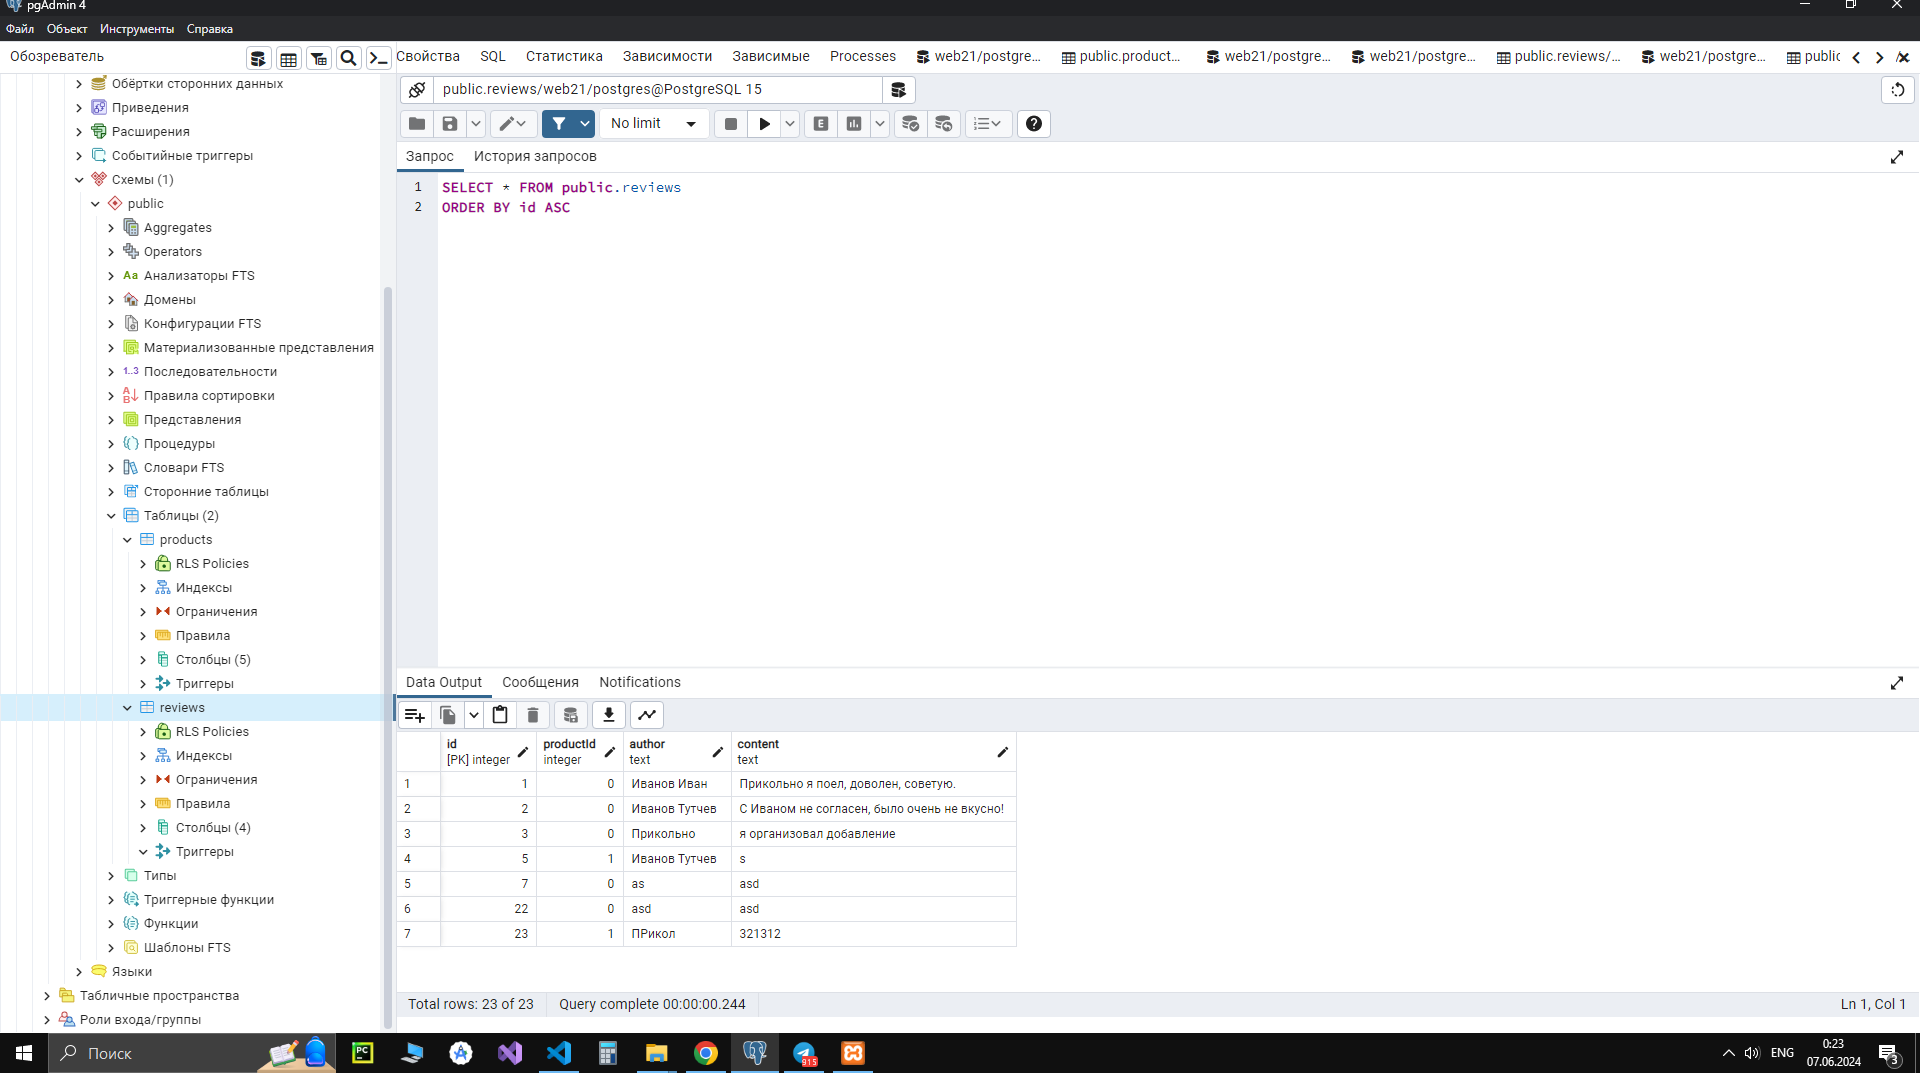 pgAdmin 4
Файл Объект Инструменты Справка
Обозреватель
Свойства SQL Статистика Зависимости Зависимые Processes web21/postgre... public.product... web21/postgre... web21/postgre... public.reviews/... web21/postgre... public
Обёртки сторонних данных
Приведения
Расширения
Событийные триггеры
Схемы (1)
public
Aggregates
Operators
Aa Анализаторы FTS
Домены
Конфигурации FTS
Материализованные представления
1..3 Последовательности
Правила сортировки
Представления
Процедуры
Словари FTS
Сторонние таблицы
Таблицы (2)
products
RLS Policies
Индексы
Ограничения
Правила
Столбцы (5)
Триггеры
reviews
RLS Policies
Индексы
Ограничения
Правила
Столбцы (4)
Триггеры
Типы
Триггерные функции
Функции
Шаблоны FTS
Языки
Табличные пространства
Роли входа/группы
public.reviews/web21/postgres@PostgreSQL 15
No limit
E
Запрос История запросов
1 SELECT * FROM public.reviews
2 ORDER BY id ASC
Data Output Сообщения Notifications
id productId author content
[PK] integer integer text text
1 1 0 Иванов Иван Прикольно я поел, доволен, советую.
2 2 0 Иванов Тутчев С Иваном не согласен, было очень не вкусно!
3 3 0 Прикольно я организовал добавление
4 5 1 Иванов Тутчев s
5 7 0 as asd
6 22 0 asd asd
7 23 1 ПРикол 321312
Total rows: 23 of 23 Query complete 00:00:00.244 Ln 1, Col 1
Поиск PC 915 ENG 0:23
07.06.2024 3